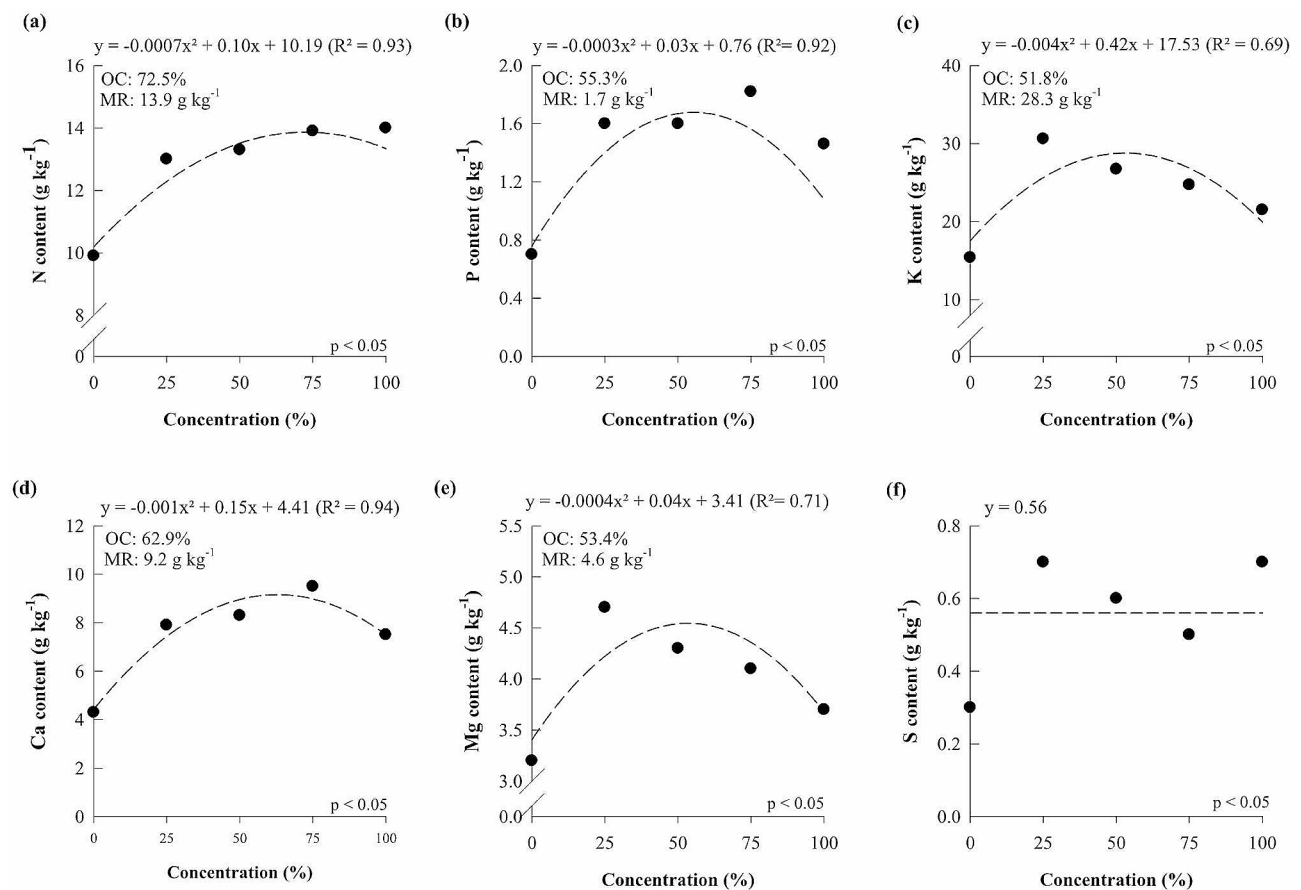 (a)
y = -0.0007x² + 0.10x + 10.19 (R² = 0.93)
OC: 72.5%
MR: 13.9 g kg⁻¹
N content (g kg⁻¹)
16
14
12
10
8
0
p < 0.05
0 25 50 75 100
Concentration (%)
(b)
y = -0.0003x² + 0.03x + 0.76 (R²= 0.92)
OC: 55.3%
MR: 1.7 g kg⁻¹
P content (g kg⁻¹)
2.0
1.6
1.2
0.8
0.4
0.0
p < 0.05
0 25 50 75 100
Concentration (%)
(c)
y = -0.004x² + 0.42x + 17.53 (R² = 0.69)
OC: 51.8%
MR: 28.3 g kg⁻¹
K content (g kg⁻¹)
40
30
20
10
0
p < 0.05
0 25 50 75 100
Concentration (%)
(d)
y = -0.001x² + 0.15x + 4.41 (R² = 0.94)
OC: 62.9%
MR: 9.2 g kg⁻¹
Ca content (g kg⁻¹)
12
10
8
6
4
2
0
p < 0.05
0 25 50 75 100
Concentration (%)
(e)
y = -0.0004x² + 0.04x + 3.41 (R²= 0.71)
OC: 53.4%
MR: 4.6 g kg⁻¹
Mg content (g kg⁻¹)
5.5
5.0
4.5
4.0
3.5
3.0
0.0
p < 0.05
0 25 50 75 100
Concentration (%)
(f)
y = 0.56
S content (g kg⁻¹)
0.8
0.6
0.4
0.2
0.0
p < 0.05
0 25 50 75 100
Concentration (%)